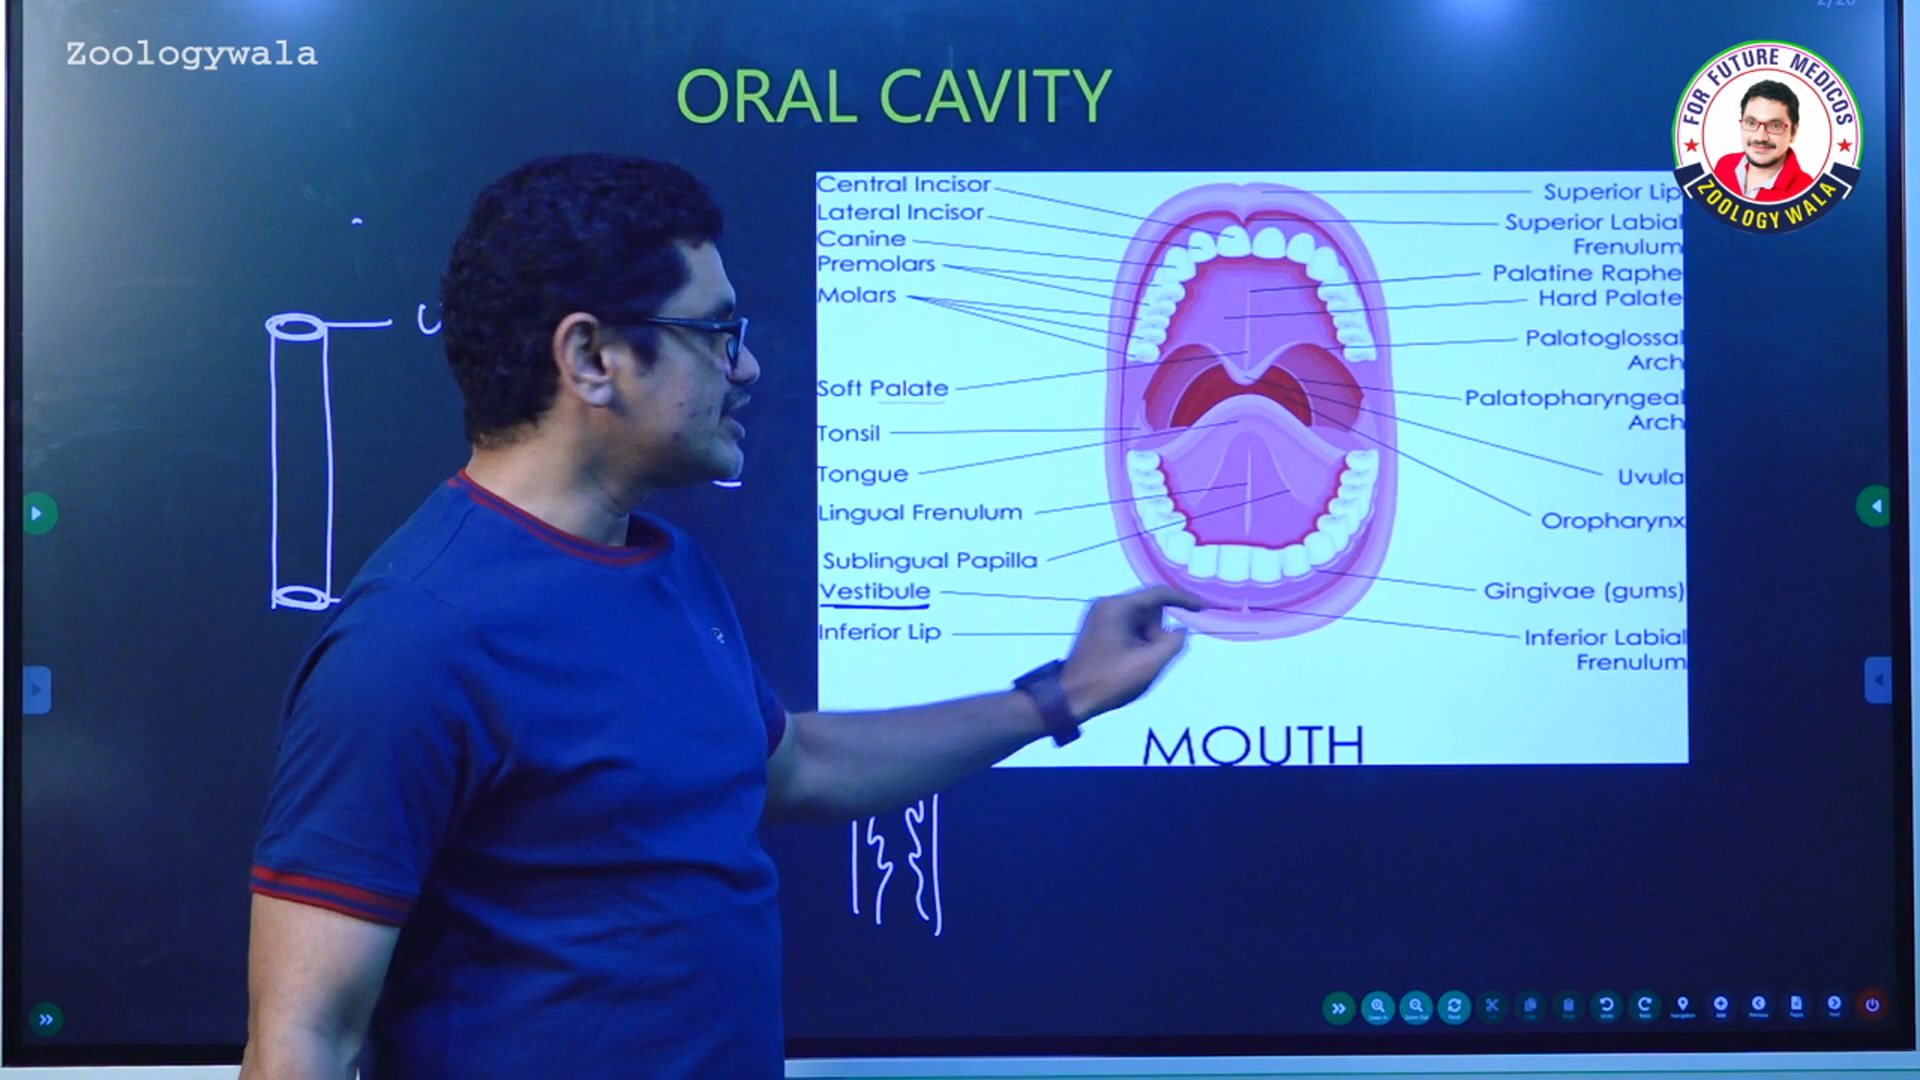 Zoologywala
ORAL CAVITY
FOR FUTURE MEDICOS
ZOOLOGY WALA
Central Incisor
Lateral Incisor
Canine
Premolars
Molars
Soft Palate
Tonsil
Tongue
Lingual Frenulum
Sublingual Papilla
Vestibule
Inferior Lip
Superior Lip
Superior Labial
Frenulum
Palatine Raphe
Hard Palate
Palatoglossal
Arch
Palatopharyngeal
Arch
Uvula
Oropharynx
Gingivae (gums)
Inferior Labial
Frenulum
MOUTH